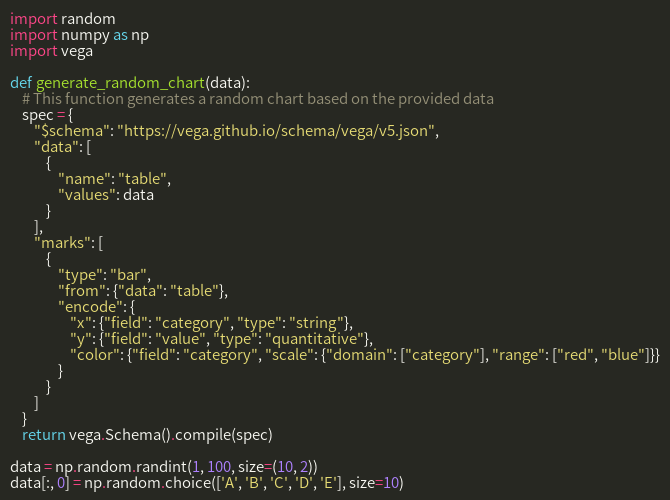 import random
import numpy as np
import vega

def generate_random_chart(data):
    # This function generates a random chart based on the provided data
    spec = {
        "$schema": "https://vega.github.io/schema/vega/v5.json",
        "data": [
            {
                "name": "table",
                "values": data
            }
        ],
        "marks": [
            {
                "type": "bar",
                "from": {"data": "table"},
                "encode": {
                    "x": {"field": "category", "type": "string"},
                    "y": {"field": "value", "type": "quantitative"},
                    "color": {"field": "category", "scale": {"domain": ["category"], "range": ["red", "blue"]}}
                }
            }
        ]
    }
    return vega.Schema().compile(spec)

data = np.random.randint(1, 100, size=(10, 2))
data[:, 0] = np.random.choice(['A', 'B', 'C', 'D', 'E'], size=10)